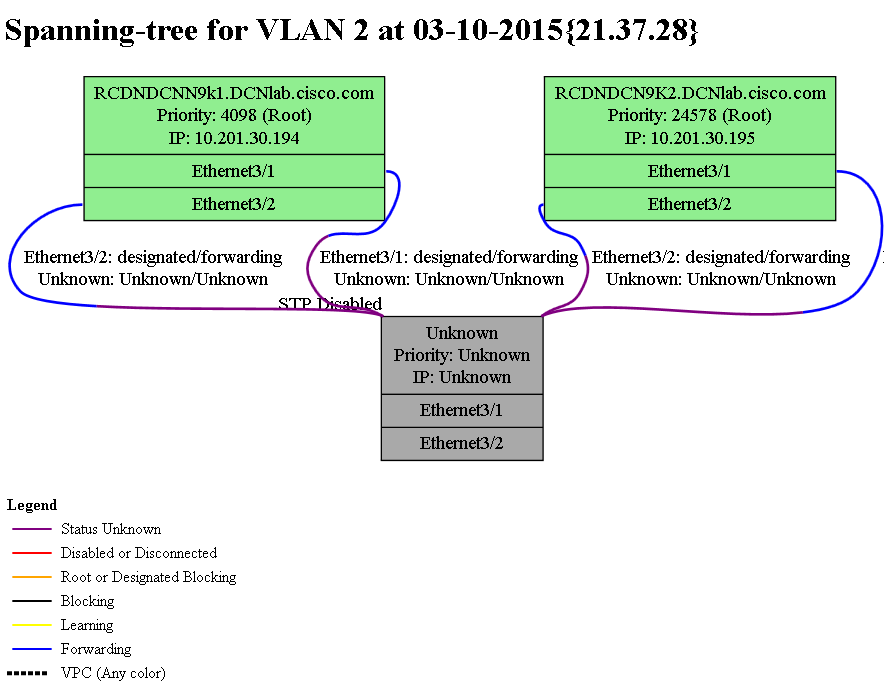 Spanning-tree for VLAN 2 at 03-10-2015{21.37.28}
RCDNDCNN9k1.DCNlab.cisco.com
Priority: 4098 (Root)
IP: 10.201.30.194
Ethernet3/1
Ethernet3/2
RCDNDCN9K2.DCNlab.cisco.com
Priority: 24578 (Root)
IP: 10.201.30.195
Ethernet3/1
Ethernet3/2
Ethernet3/2: designated/forwarding
Unknown: Unknown/Unknown
Ethernet3/1: designated/forwarding
Unknown: Unknown/Unknown
Ethernet3/2: designated/forwarding
Unknown: Unknown/Unknown
STP Disabled
Unknown
Priority: Unknown
IP: Unknown
Ethernet3/1
Ethernet3/2
Legend
Status Unknown
Disabled or Disconnected
Root or Designated Blocking
Blocking
Learning
Forwarding
VPC (Any color)